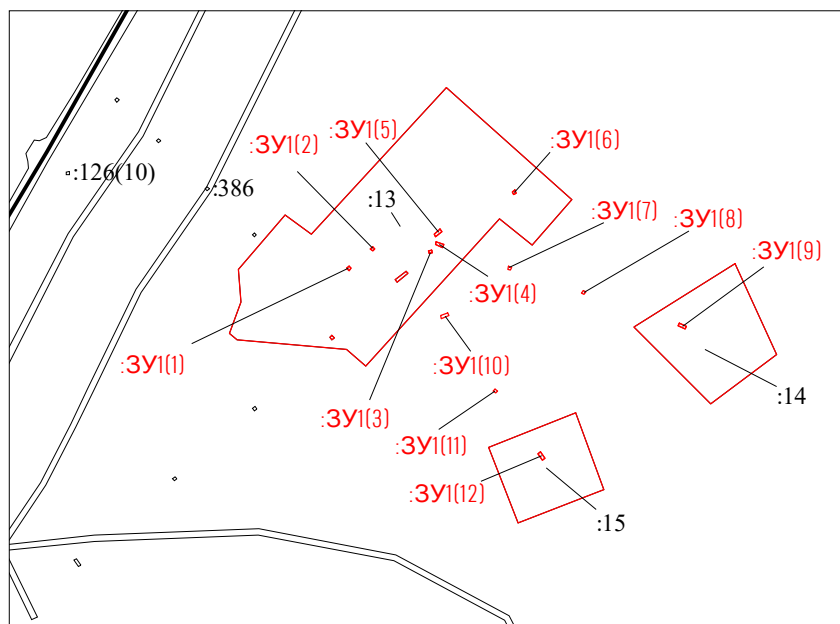 :ЗУ1(5)
:ЗУ1(6)
:ЗУ1(2)
:126(10)
:386
:13
:ЗУ1(7)
:ЗУ1(8)
:ЗУ1(9)
:ЗУ1(4)
:ЗУ1(1)
:ЗУ1(10)
:14
:ЗУ1(3)
:ЗУ1(11)
:ЗУ1(12)
:15